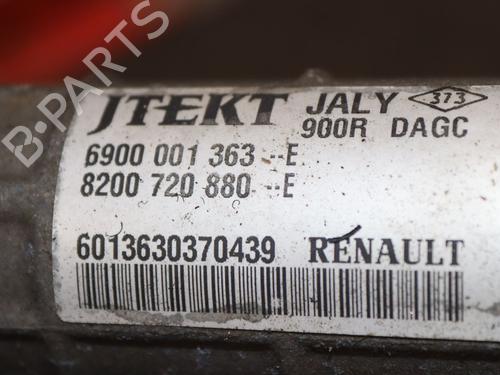 JTEKT JALY 373
900R DAGC
6900 001 363 --E
8200 720 880 --E
6013630370439 RENAULT
B-PARTS